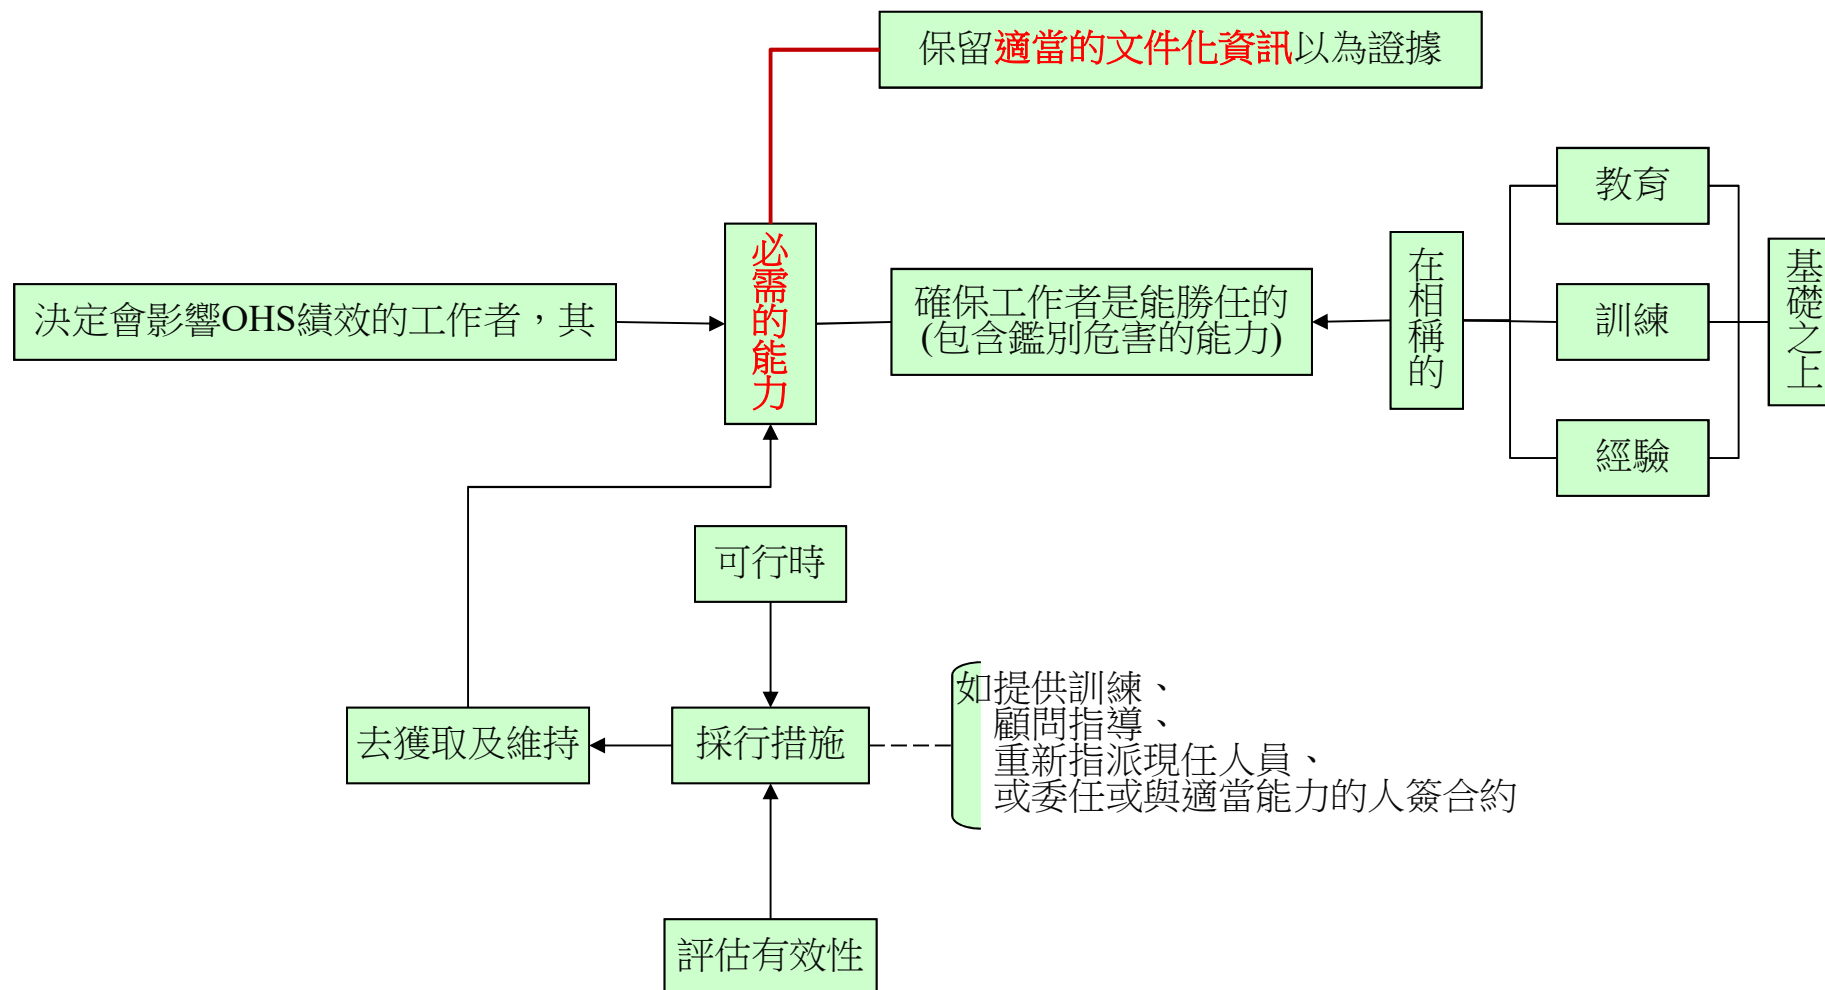 保留適當的文件化資訊以為證據
決定會影響OHS績效的工作者，其
必需的能力
確保工作者是能勝任的
(包含鑑別危害的能力)
在相稱的
教育
訓練
經驗
基礎之上
可行時
去獲取及維持
採行措施
如提供訓練、
顧問指導、
重新指派現任人員、
或委任或與適當能力的人簽合約
評估有效性